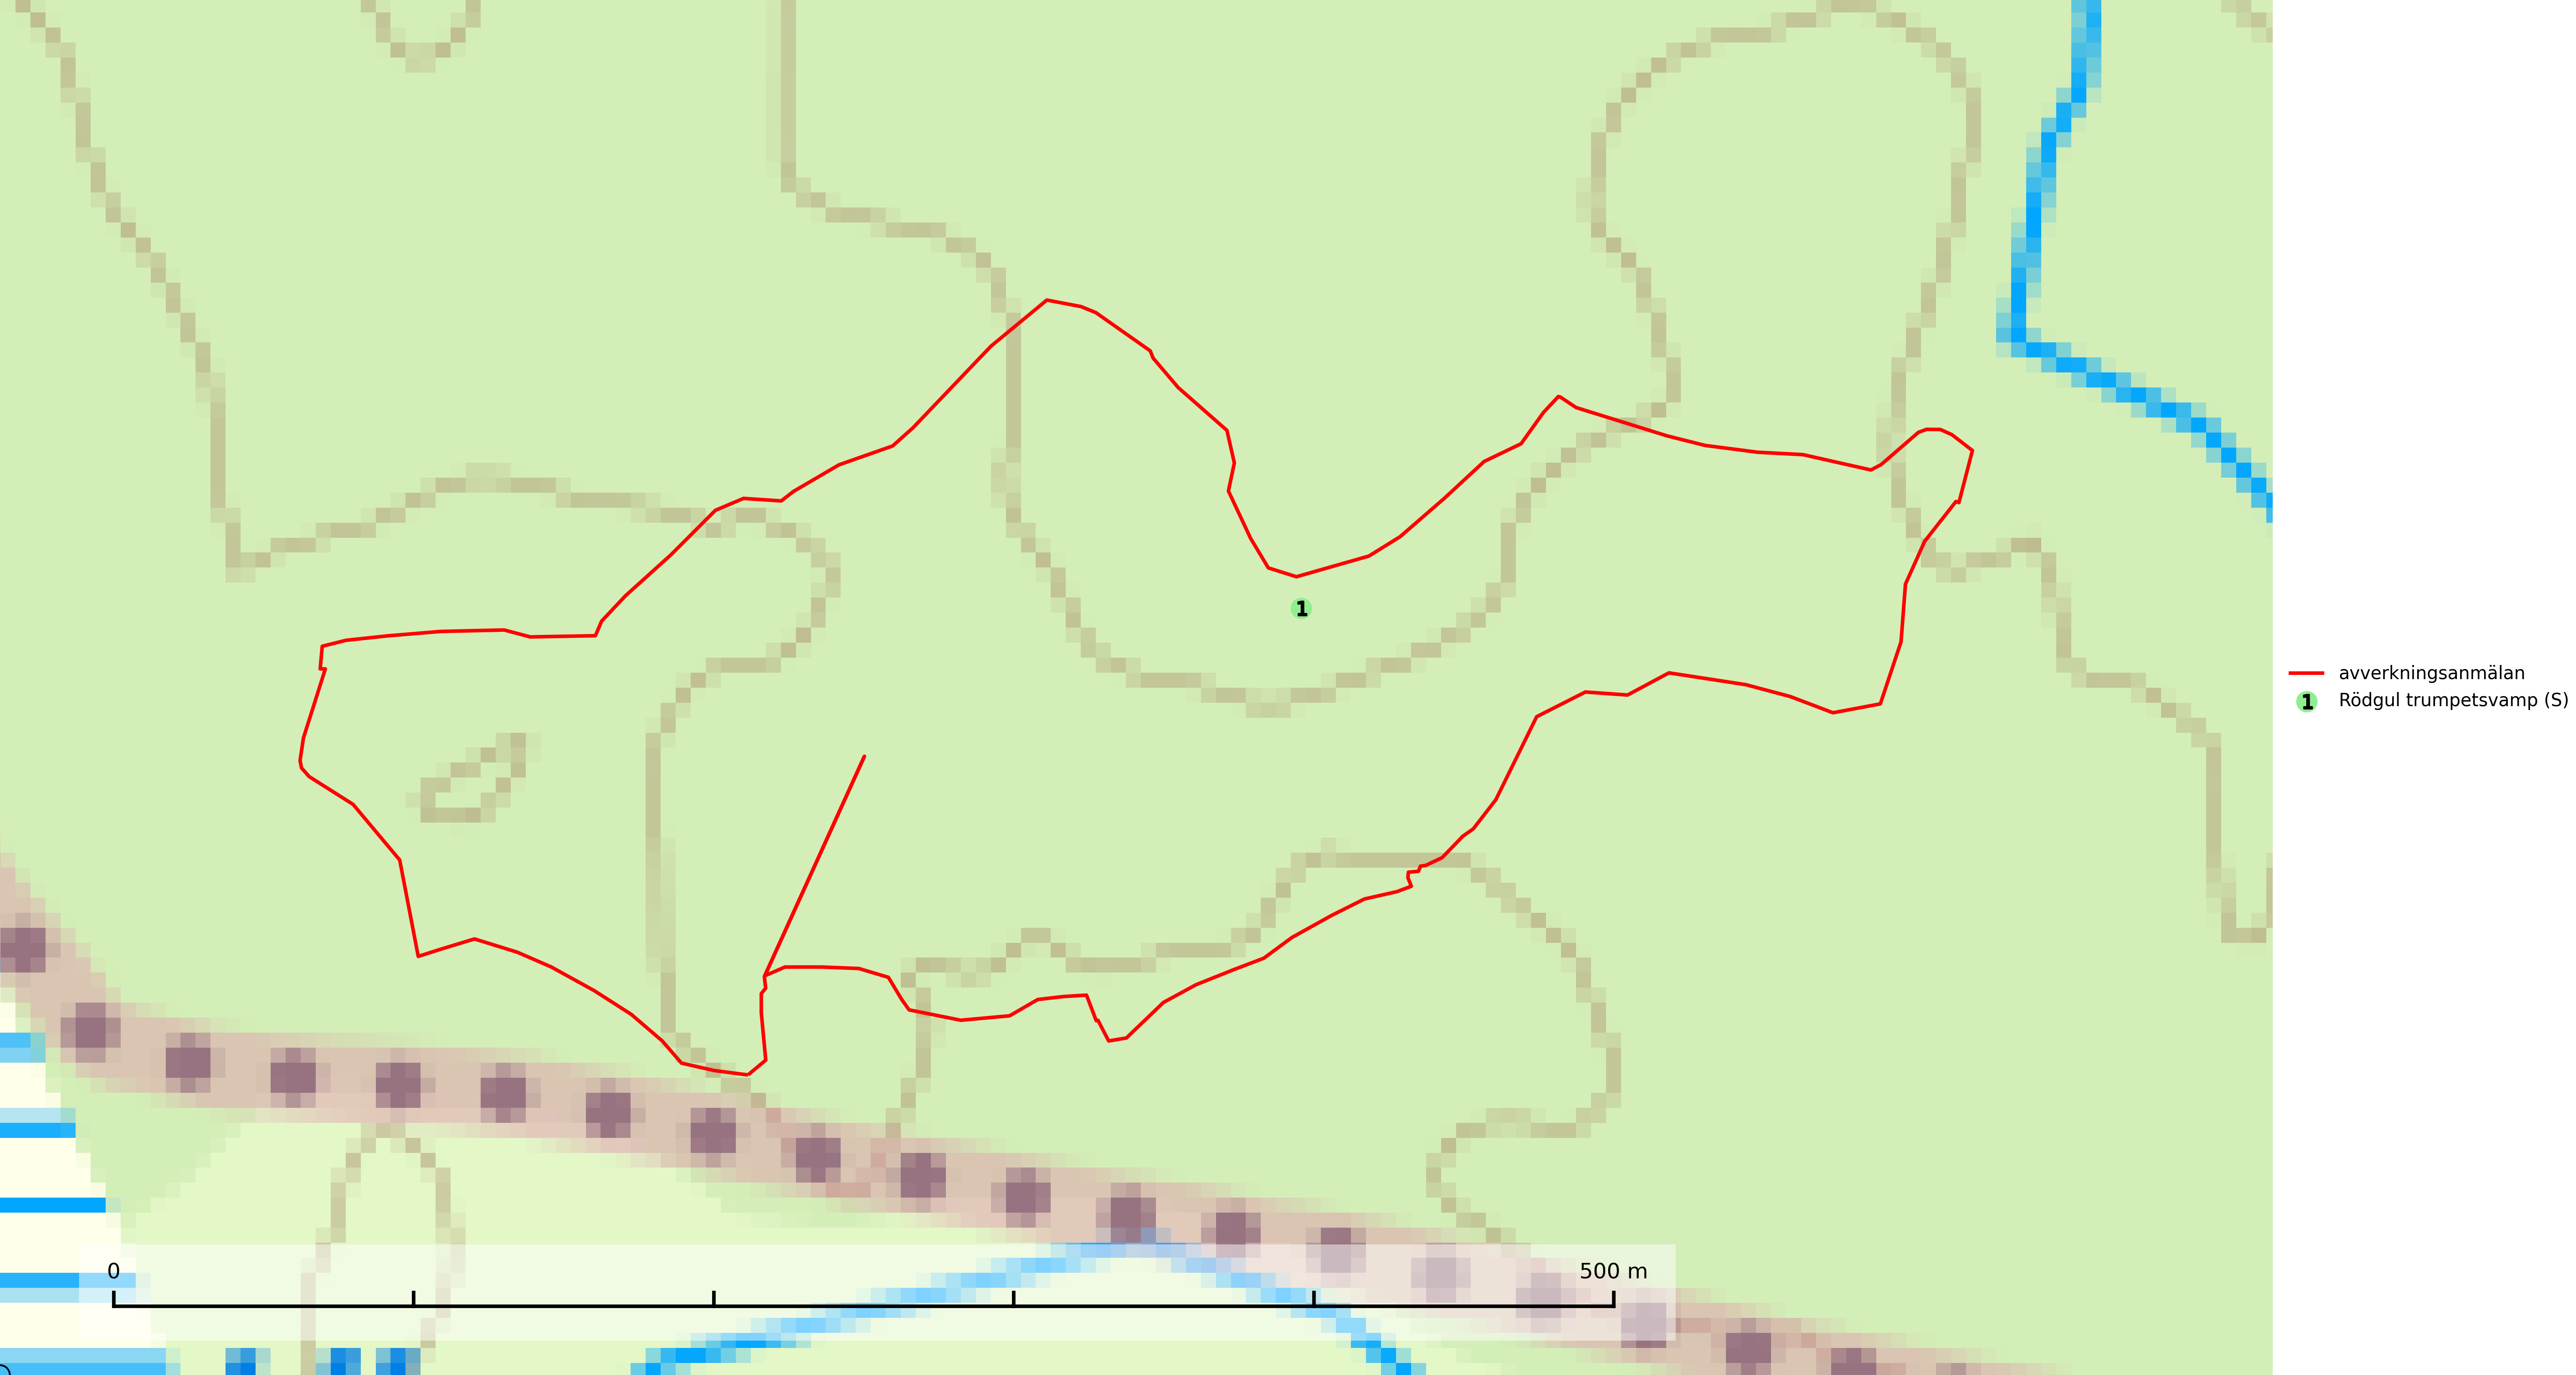 1
avverkningsanmälan
1 Rödgul trumpetsvamp (S)
0 500 m